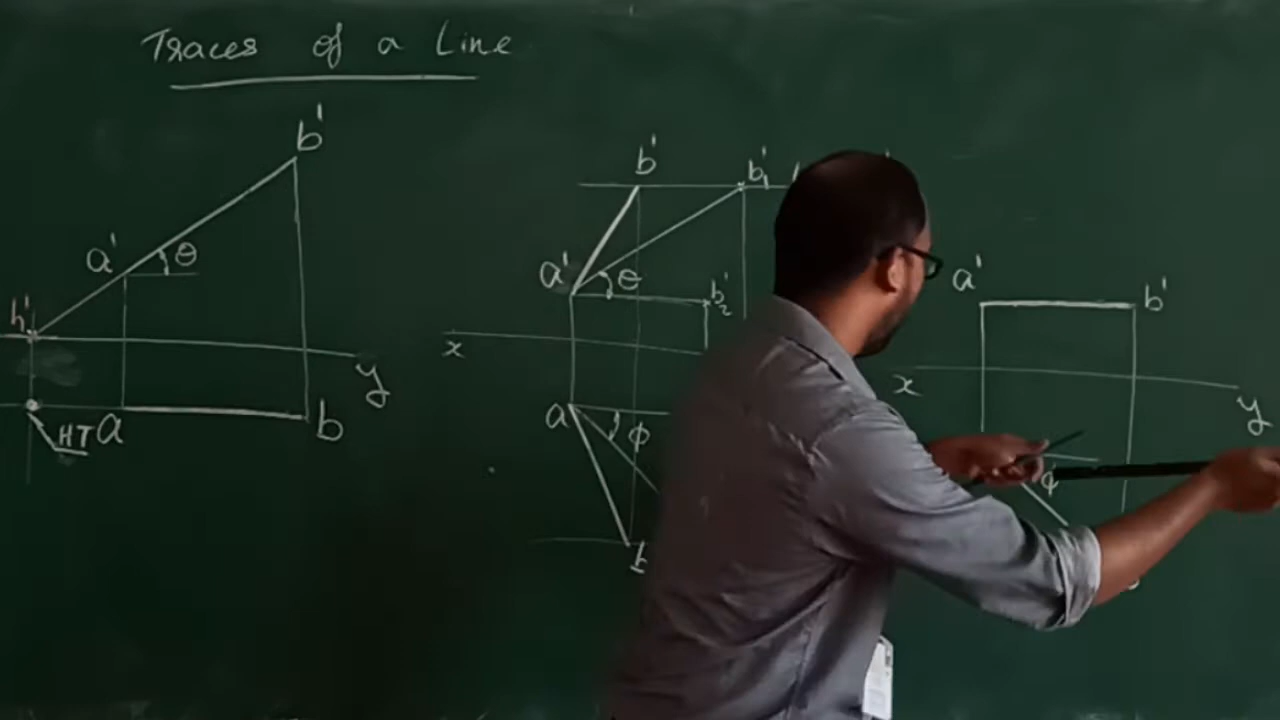 Traces of a Line
b'
a' θ
h'
y
HT a b
b' b'₁
a' θ b'₂
x
a ϕ
b
a' b'
x
y
ϕ